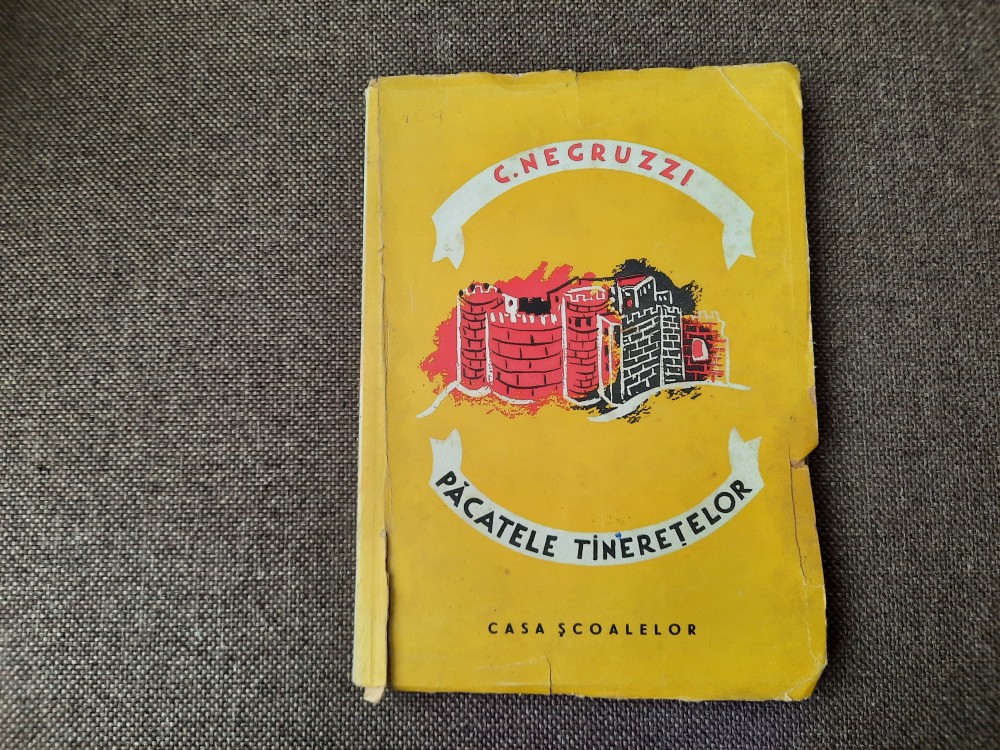 C. NEGRUZZI
PĂCATELE TINEREȚELOR
CASA ȘCOALELOR